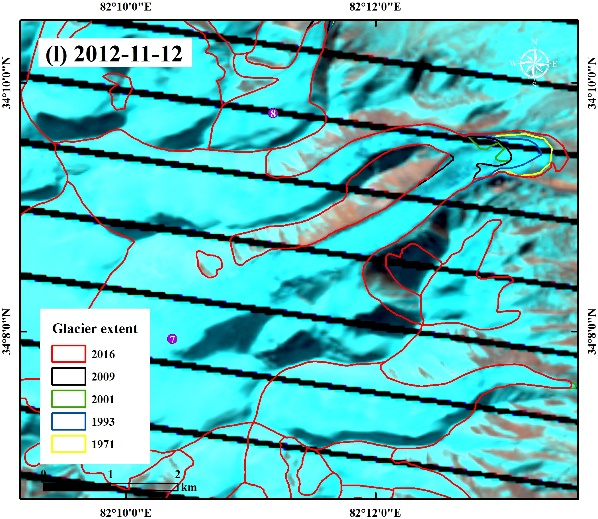 82°10'0"E 82°12'0"E
(l) 2012-11-12
N
W E
S
34°10'0"N 34°10'0"N
8
34°8'0"N 34°8'0"N
7
Glacier extent
2016
2009
2001
1993
1971
0 1 2
km
82°10'0"E 82°12'0"E